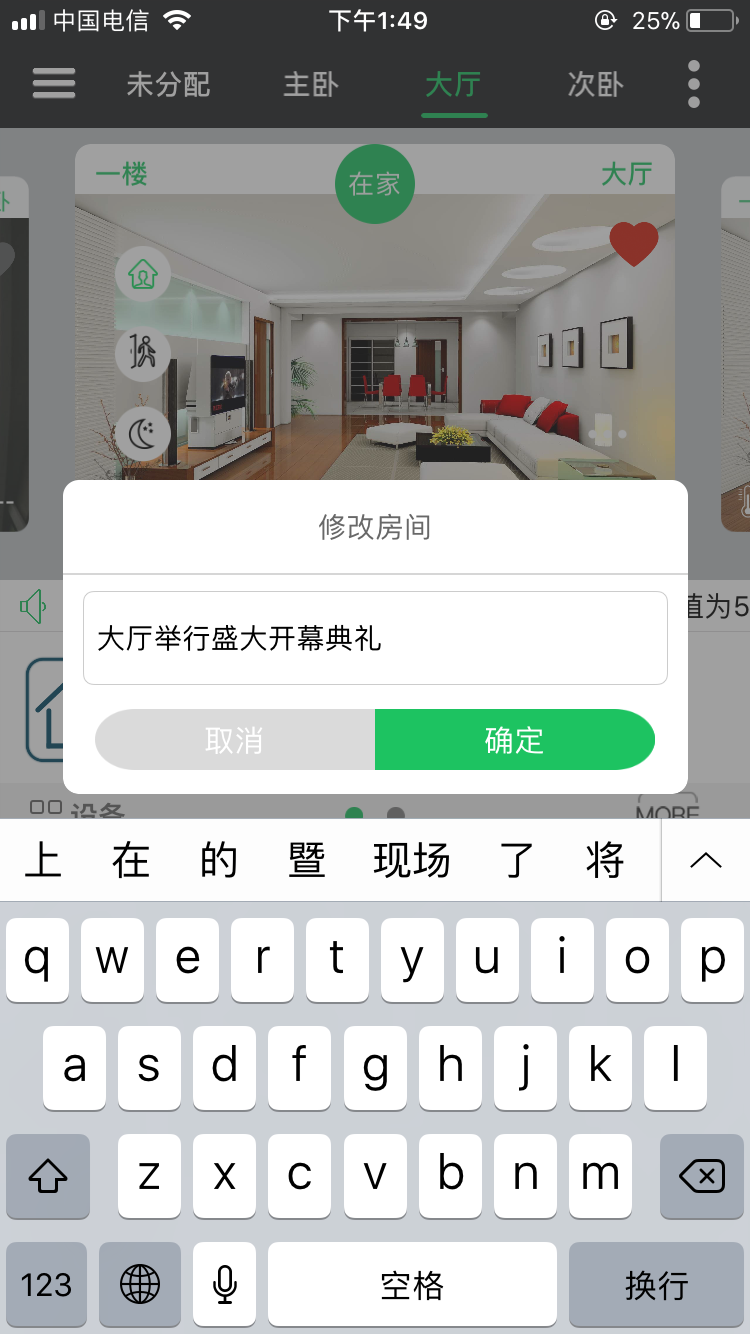 中国电信 下午1:49 25%
未分配 主卧 大厅 次卧
一楼 在家 大厅
卧
修改房间
值为5
大厅举行盛大开幕典礼
取消 确定
设备 MORE
上 在 的 暨 现场 了 将
q w e r t y u i o p
a s d f g h j k l
z x c v b n m
123 空格 换行